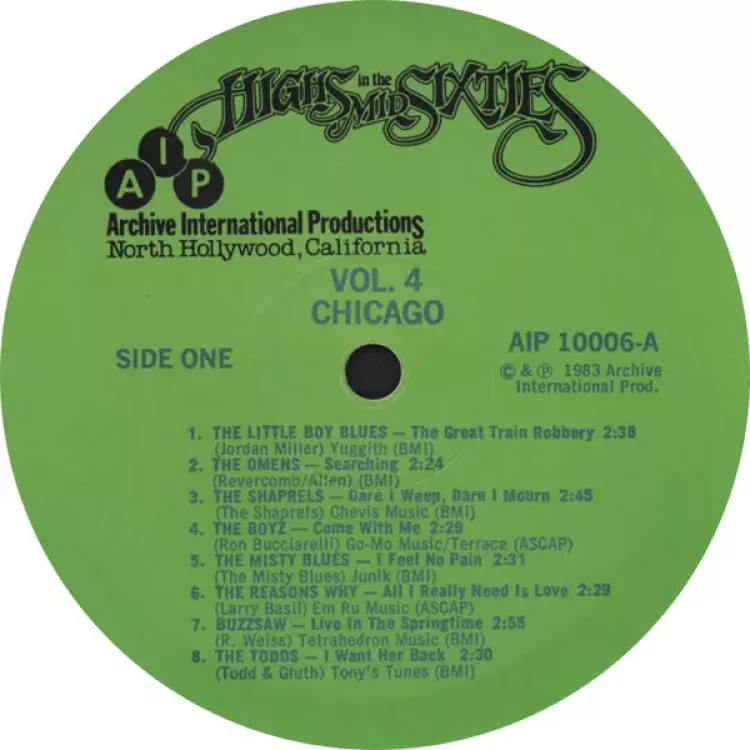 HIGHS in the MID SIXTIES
AIP
Archive International Productions
North Hollywood, California
VOL. 4
CHICAGO
SIDE ONE
AIP 10006-A
© & ℗ 1983 Archive
International Prod.
1. THE LITTLE BOY BLUES — The Great Train Robbery 2:38
(Jordan Miller) Yuggith (BMI)
2. THE OMENS — Searching 2:24
(Revercomb/Allen) (BMI)
3. THE SHAPRELS — Dare I Weep, Dare I Mourn 2:45
(The Shaprels) Chevis Music (BMI)
4. THE BOYZ — Come With Me 2:29
(Ron Bucciarelli) Go-Mo Music/Terrace (ASCAP)
5. THE MISTY BLUES — I Feel No Pain 2:31
(The Misty Blues) Junik (BMI)
6. THE REASONS WHY — All I Really Need Is Love 2:29
(Larry Basil) Em Ru Music (ASCAP)
7. BUZZSAW — Live In The Springtime 2:55
(R. Weiss) Tetrahedron Music (BMI)
8. THE TODDS — I Want Her Back 2:30
(Todd & Gluth) Tony's Tunes (BMI)